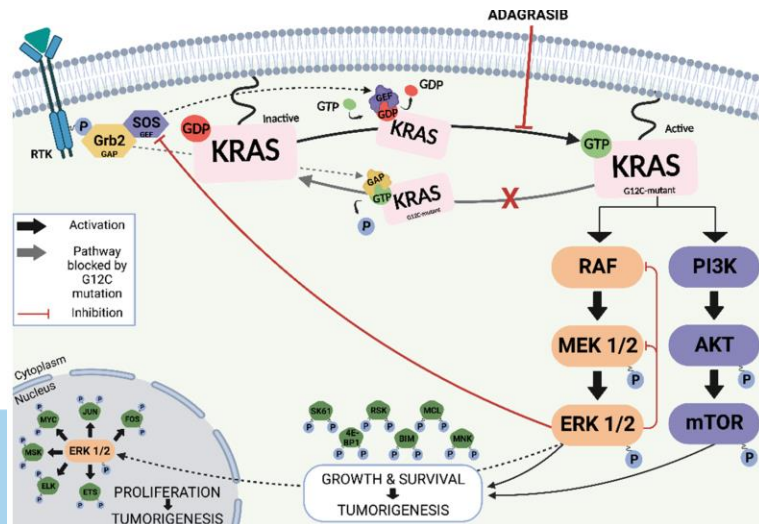 ADAGRASIB
GDP
GTP
GEF
GDP
KRAS
P
SOS
GEF
Grb2
GAP
RTK
GDP
Inactive
KRAS
Active
GTP
KRAS
G12C-mutant
GAP
GTP
KRAS
G12C-mutant
P
X
Activation
Pathway
blocked by
G12C
mutation
Inhibition
RAF
PI3K
MEK 1/2
AKT
P
P
ERK 1/2
mTOR
P
P
Cytoplasm
Nucleus
P
P
P
P
P
P
MYC
JUN
FOS
P
MSK
ERK 1/2
P
P
P
P
P
ELK
ETS
P
P
PROLIFERATION
TUMORIGENESIS
SK61
RSK
MCL
P
P
P
P
P
P
4E-
BP1
BIM
MNK
P
P
P
P
P
P
GROWTH & SURVIVAL
TUMORIGENESIS